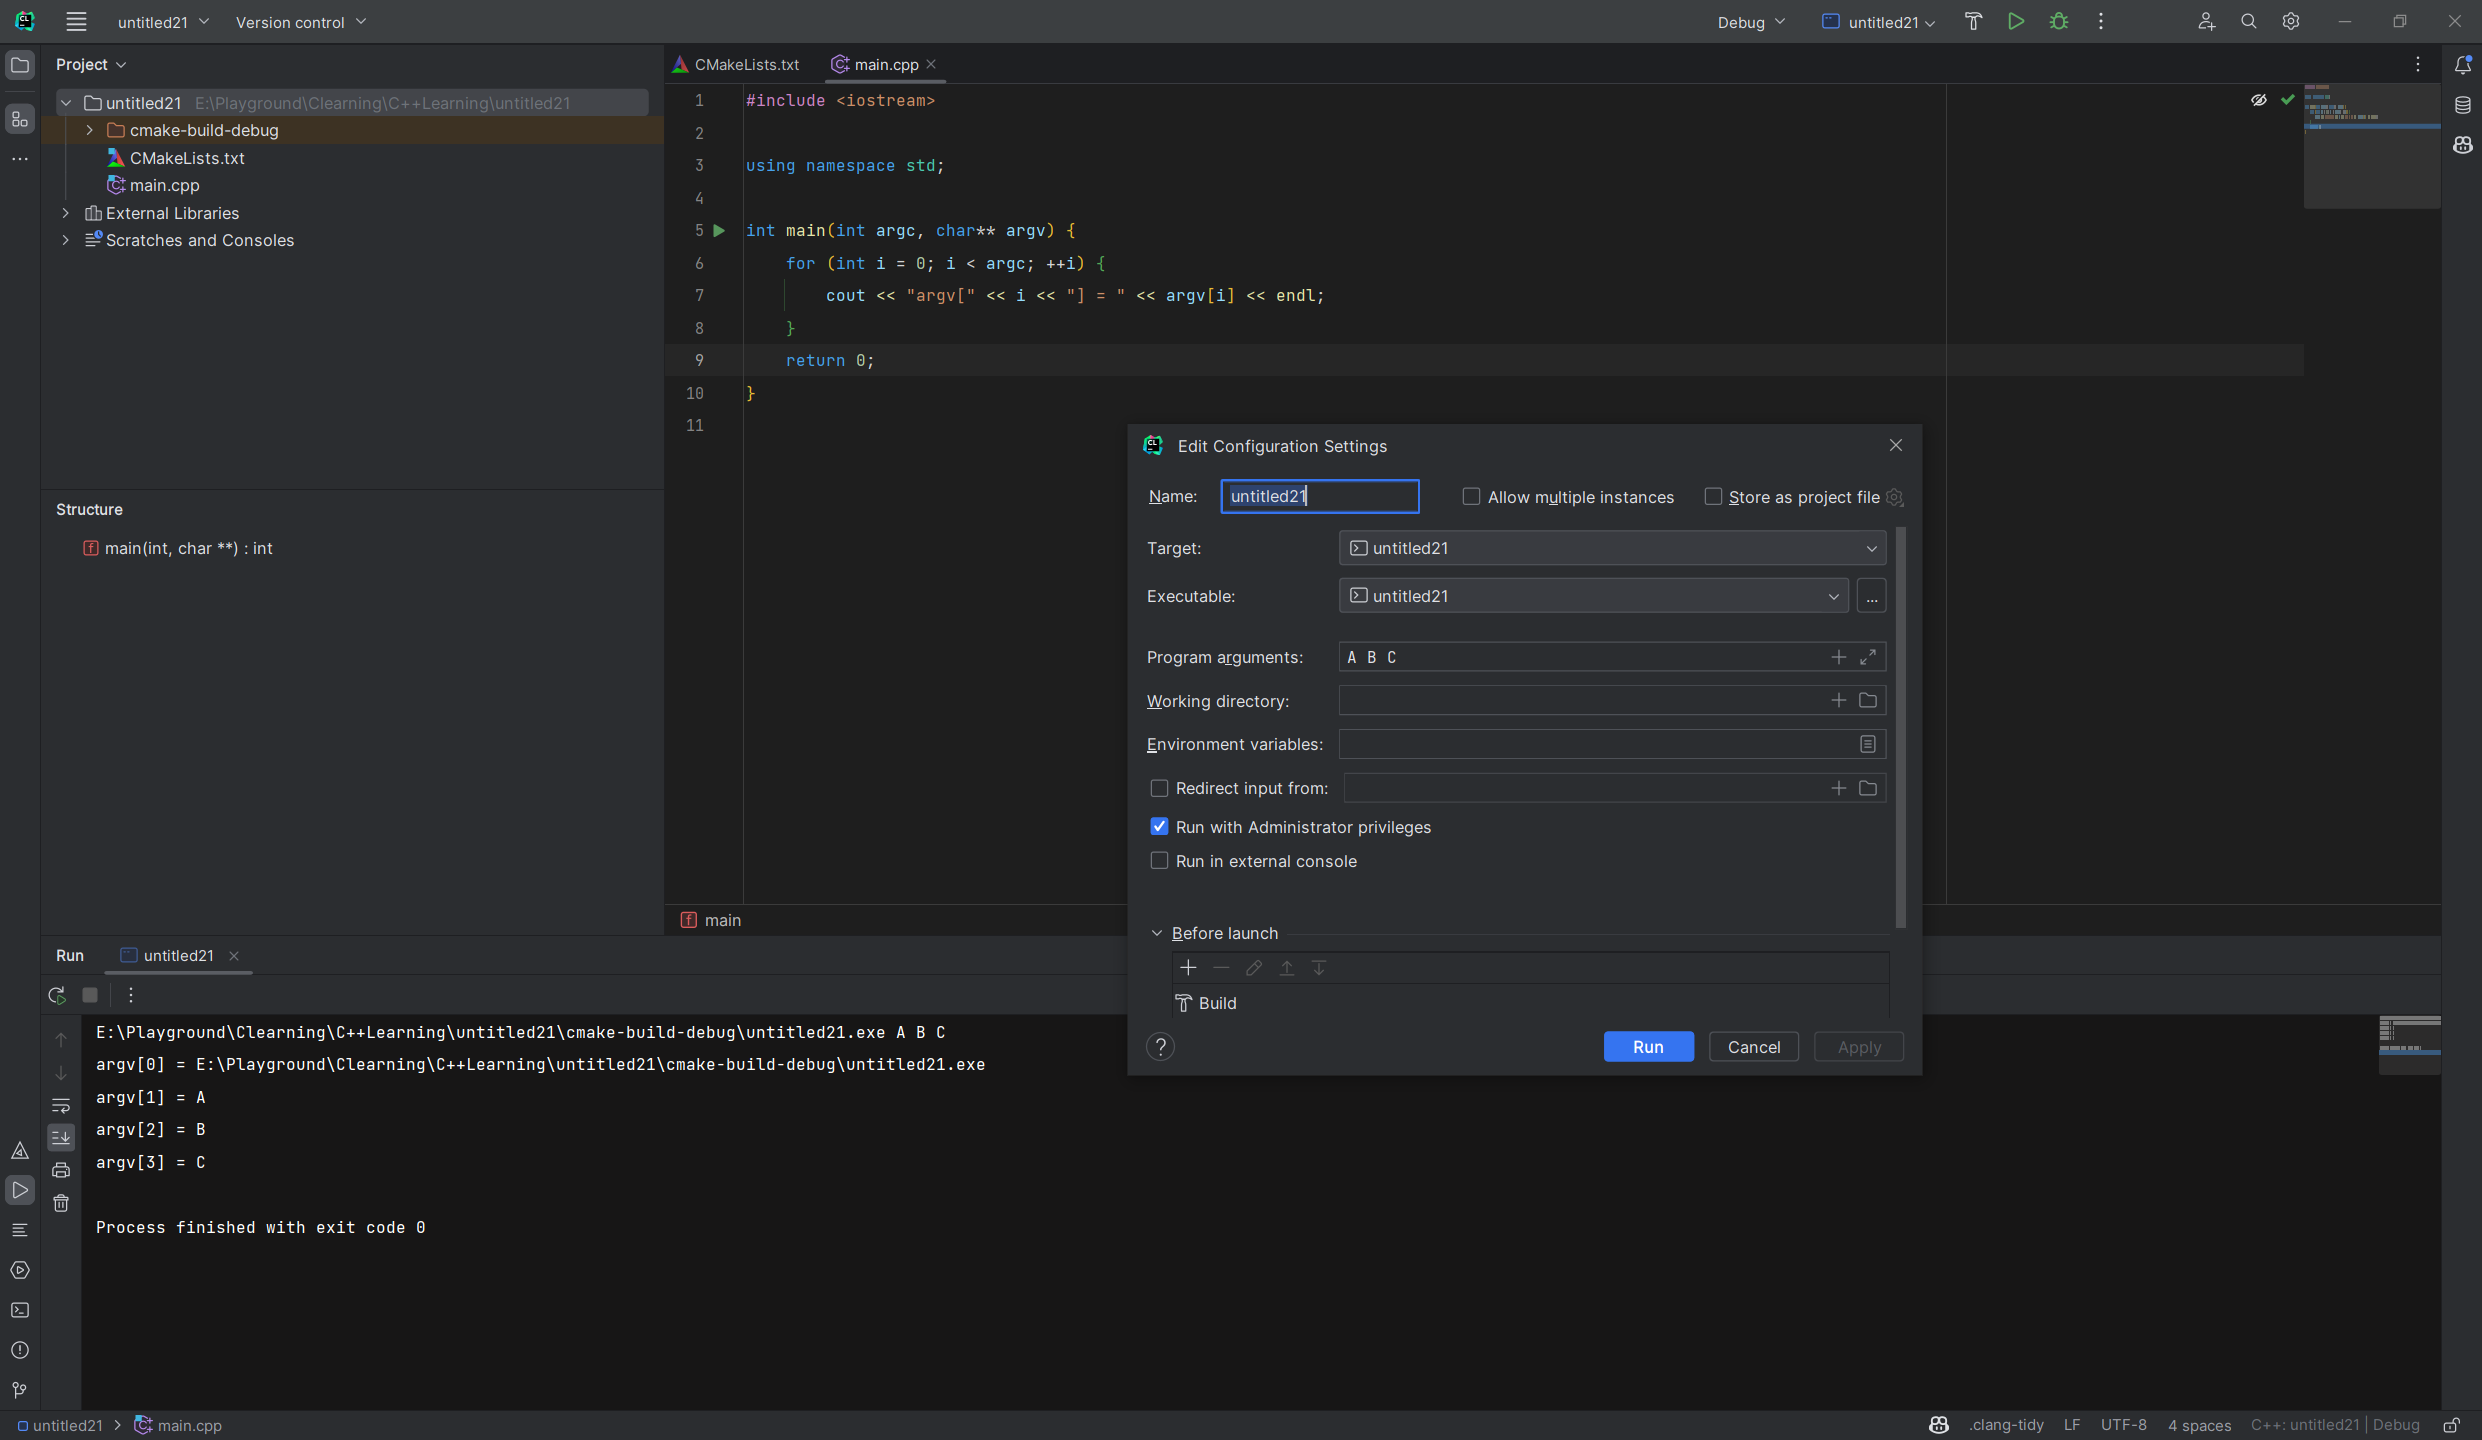 untitled21 Version control Debug untitled21
Project
untitled21 E:\Playground\Clearning\C++Learning\untitled21
cmake-build-debug
CMakeLists.txt
main.cpp
External Libraries
Scratches and Consoles
Structure
main(int, char **) : int
CMakeLists.txt main.cpp
1 #include <iostream>
2
3 using namespace std;
4
5 int main(int argc, char** argv) {
6 for (int i = 0; i < argc; ++i) {
7 cout << "argv[" << i << "] = " << argv[i] << endl;
8 }
9 return 0;
10 }
11
main
Edit Configuration Settings
Name: untitled21 Allow multiple instances Store as project file
Target: untitled21
Executable: untitled21 ...
Program arguments: A B C
Working directory:
Environment variables:
Redirect input from:
Run with Administrator privileges
Run in external console
Before launch
Build
? Run Cancel Apply
Run untitled21
E:\Playground\Clearning\C++Learning\untitled21\cmake-build-debug\untitled21.exe A B C
argv[0] = E:\Playground\Clearning\C++Learning\untitled21\cmake-build-debug\untitled21.exe
argv[1] = A
argv[2] = B
argv[3] = C
Process finished with exit code 0
untitled21 > main.cpp .clang-tidy LF UTF-8 4 spaces C++: untitled21 | Debug